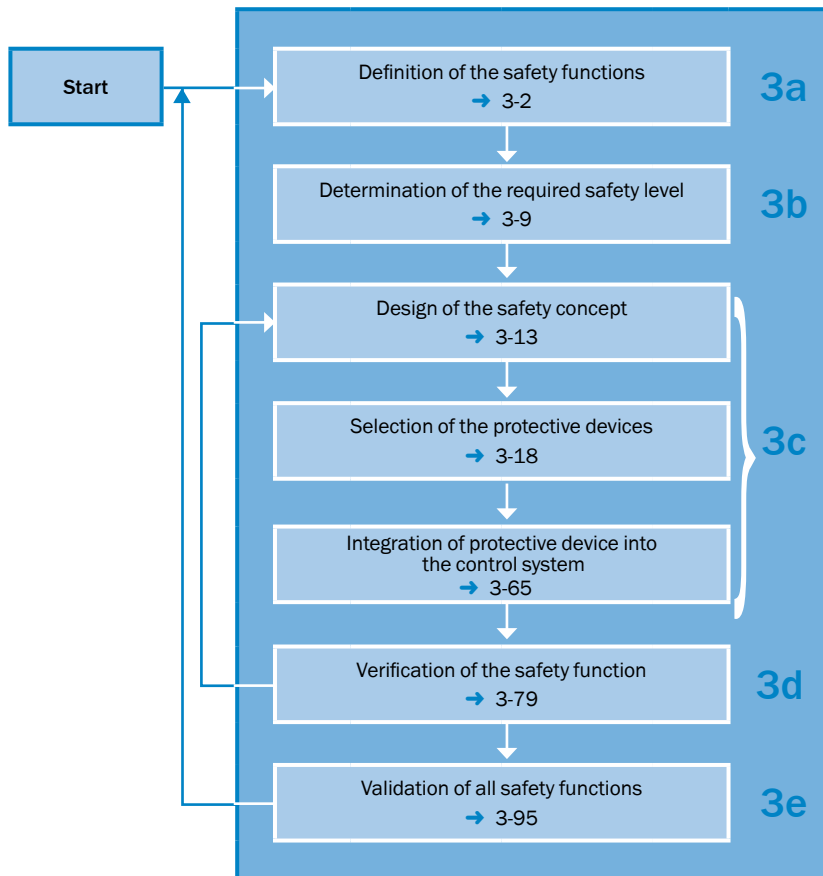 Start
Definition of the safety functions
➔ 3-2
3a
Determination of the required safety level
➔ 3-9
3b
Design of the safety concept
➔ 3-13
Selection of the protective devices
➔ 3-18
3c
Integration of protective device into
the control system
➔ 3-65
Verification of the safety function
➔ 3-79
3d
Validation of all safety functions
➔ 3-95
3e